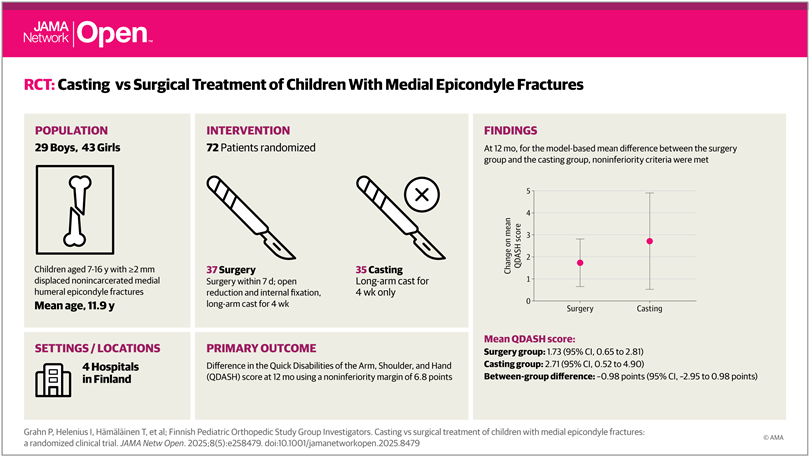 JAMA
Network
Open™
RCT: Casting vs Surgical Treatment of Children With Medial Epicondyle Fractures
POPULATION
29 Boys, 43 Girls
Children aged 7-16 y with ≥2 mm
displaced nonincarcerated medial
humeral epicondyle fractures
Mean age, 11.9 y
SETTINGS / LOCATIONS
4 Hospitals
in Finland
INTERVENTION
72 Patients randomized
37 Surgery
Surgery within 7 d; open
reduction and internal fixation,
long-arm cast for 4 wk
35 Casting
Long-arm cast for
4 wk only
PRIMARY OUTCOME
Difference in the Quick Disabilities of the Arm, Shoulder, and Hand
(QDASH) score at 12 mo using a noninferiority margin of 6.8 points
FINDINGS
At 12 mo, for the model-based mean difference between the surgery
group and the casting group, noninferiority criteria were met
Change on mean
QDASH score
5
4
3
2
1
0
Surgery
Casting
Mean QDASH score:
Surgery group: 1.73 (95% CI, 0.65 to 2.81)
Casting group: 2.71 (95% CI, 0.52 to 4.90)
Between-group difference: –0.98 points (95% CI, –2.95 to 0.98 points)
Grahn P, Helenius I, Hämäläinen T, et al; Finnish Pediatric Orthopedic Study Group Investigators. Casting vs surgical treatment of children with medial epicondyle fractures:
a randomized clinical trial. JAMA Netw Open. 2025;8(5):e258479. doi:10.1001/jamanetworkopen.2025.8479
© AMA